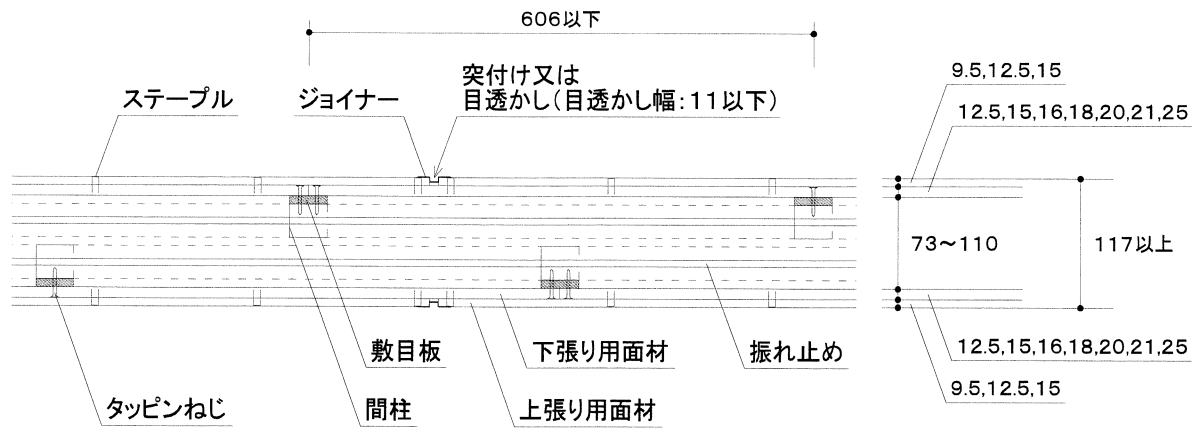 606以下
突付け又は
目透かし(目透かし幅:11以下)
ステープル
ジョイナー
9.5,12.5,15
12.5,15,16,18,20,21,25
73～110
117以上
敷目板
下張り用面材
振れ止め
12.5,15,16,18,20,21,25
9.5,12.5,15
タッピンねじ
間柱
上張り用面材